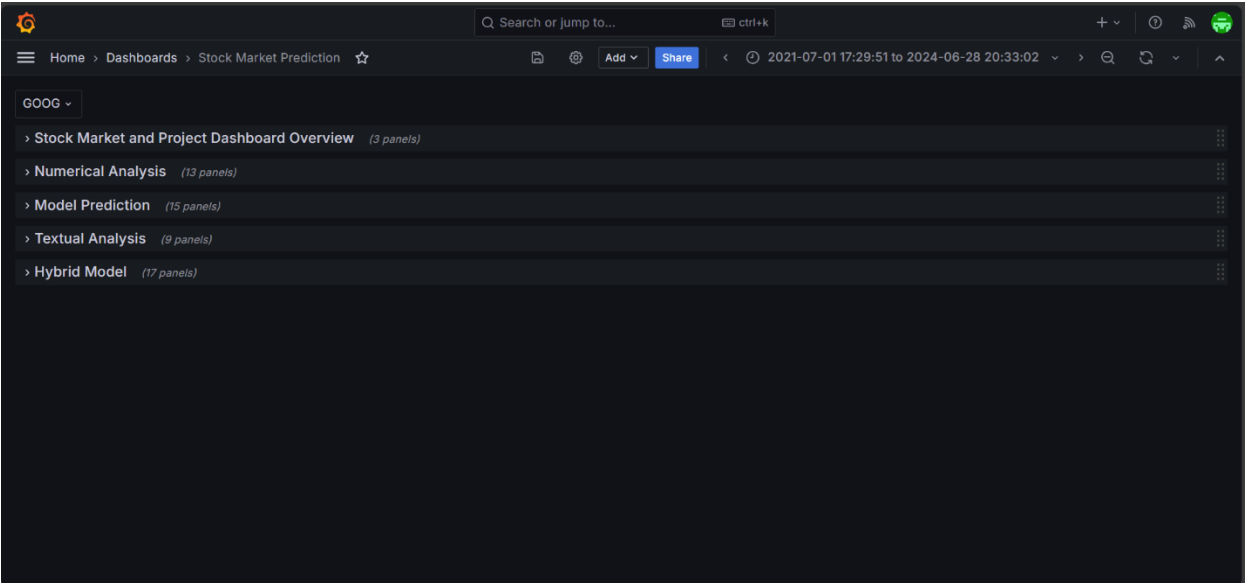 Search or jump to... ctrl+k
Home › Dashboards › Stock Market Prediction Add Share 2021-07-01 17:29:51 to 2024-06-28 20:33:02
GOOG
Stock Market and Project Dashboard Overview (3 panels)
Numerical Analysis (13 panels)
Model Prediction (15 panels)
Textual Analysis (9 panels)
Hybrid Model (17 panels)